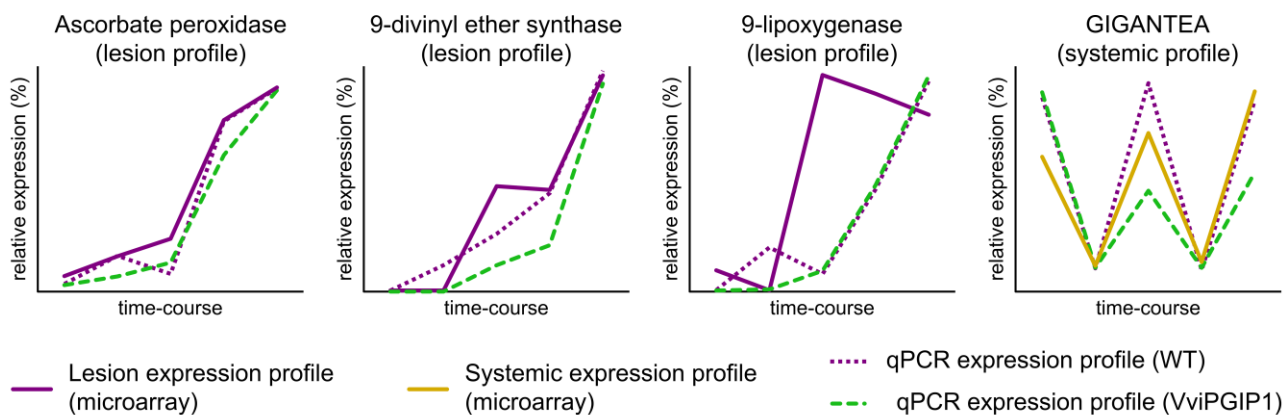 Ascorbate peroxidase
(lesion profile)
relative expression (%)
time-course
9-divinyl ether synthase
(lesion profile)
relative expression (%)
time-course
9-lipoxygenase
(lesion profile)
relative expression (%)
time-course
GIGANTEA
(systemic profile)
relative expression (%)
time-course
Lesion expression profile
(microarray)
Systemic expression profile
(microarray)
qPCR expression profile (WT)
qPCR expression profile (VviPGIP1)